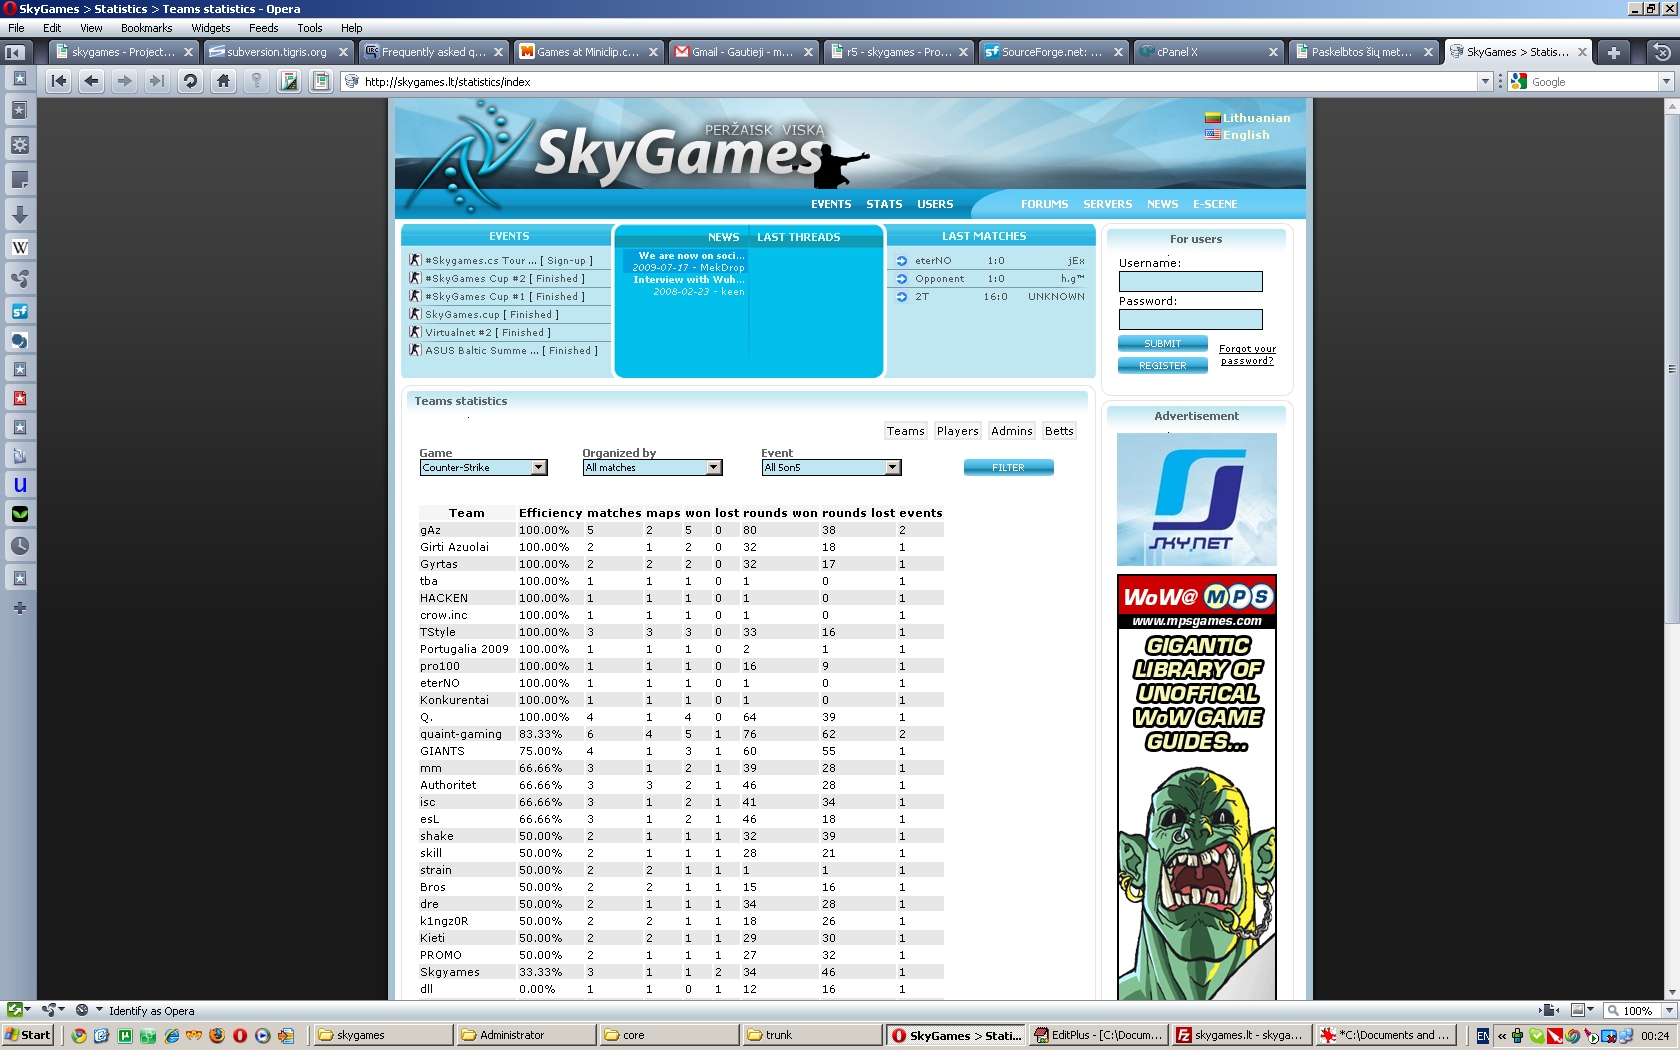 SkyGames > Statistics > Teams statistics - Opera
File Edit View Bookmarks Widgets Feeds Tools Help
skygames - Project... subversion.tigris.org Frequently asked q... Games at Miniclip.c... Gmail - Gautieji - m... r5 - skygames - Pro... SourceForge.net: ... cPanel X Paskelbtos šių met... SkyGames > Statis...
http://skygames.lt/statistics/index Google
PERŽAISK VISKA
SkyGames
Lithuanian
English
EVENTS STATS USERS FORUMS SERVERS NEWS E-SCENE
EVENTS
#Skygames.cs Tour ... [ Sign-up ]
#SkyGames Cup #2 [ Finished ]
#SkyGames Cup #1 [ Finished ]
SkyGames.cup [ Finished ]
Virtualnet #2 [ Finished ]
ASUS Baltic Summe ... [ Finished ]
NEWS LAST THREADS
We are now on soci...
2009-07-17 - MekDrop
Interview with Wuh...
2008-02-23 - keen
LAST MATCHES
eterNO 1:0 jEx
Opponent 1:0 h.g™
2T 16:0 UNKNOWN
For users
Username:
Password:
SUBMIT
REGISTER
Forgot your
password?
Teams statistics
Teams Players Admins Betts
Game Organized by Event
Counter-Strike All matches All 5on5 FILTER
Team Efficiency matches maps won lost rounds won rounds lost events
gAz 100.00% 5 2 5 0 80 38 2
Girti Azuolai 100.00% 2 1 2 0 32 18 1
Gyrtas 100.00% 2 2 2 0 32 17 1
tba 100.00% 1 1 1 0 1 0 1
HACKEN 100.00% 1 1 1 0 1 0 1
crow.inc 100.00% 1 1 1 0 1 0 1
TStyle 100.00% 3 3 3 0 33 16 1
Portugalia 2009 100.00% 1 1 1 0 2 1 1
pro100 100.00% 1 1 1 0 16 9 1
eterNO 100.00% 1 1 1 0 1 0 1
Konkurentai 100.00% 1 1 1 0 1 0 1
Q. 100.00% 4 1 4 0 64 39 1
quaint-gaming 83.33% 6 4 5 1 76 62 2
GIANTS 75.00% 4 1 3 1 60 55 1
mm 66.66% 3 1 2 1 39 28 1
Authoritet 66.66% 3 3 2 1 46 28 1
isc 66.66% 3 1 2 1 41 34 1
esL 66.66% 3 1 2 1 46 18 1
shake 50.00% 2 1 1 1 32 39 1
skill 50.00% 2 1 1 1 28 21 1
strain 50.00% 2 2 1 1 1 1 1
Bros 50.00% 2 2 1 1 15 16 1
dre 50.00% 2 1 1 1 34 28 1
k1ngz0R 50.00% 2 2 1 1 18 26 1
Kieti 50.00% 2 2 1 1 29 30 1
PROMO 50.00% 2 1 1 1 27 32 1
Skgyames 33.33% 3 1 1 2 34 46 1
dll 0.00% 1 1 0 1 12 16 1
Advertisement
SKY.NET
WoW@ MPS
www.mpsgames.com
GIGANTIC
LIBRARY OF
UNOFFICAL
WoW GAME
GUIDES...
Identify as Opera 100%
Start skygames Administrator core trunk SkyGames > Stati... EditPlus - [C:\Docum... skygames.lt - skyga... *C:\Documents and ... EN « 00:24